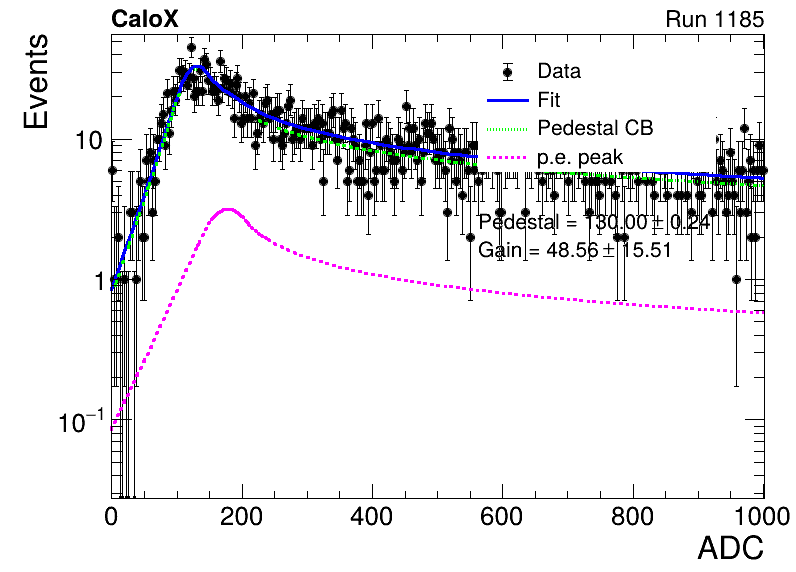 CaloX Run 1185
Events
Data
Fit
Pedestal CB
p.e. peak
Pedestal = 130.00 ± 0.24
Gain = 48.56 ± 15.51
10
1
10⁻¹
0 200 400 600 800 1000
ADC